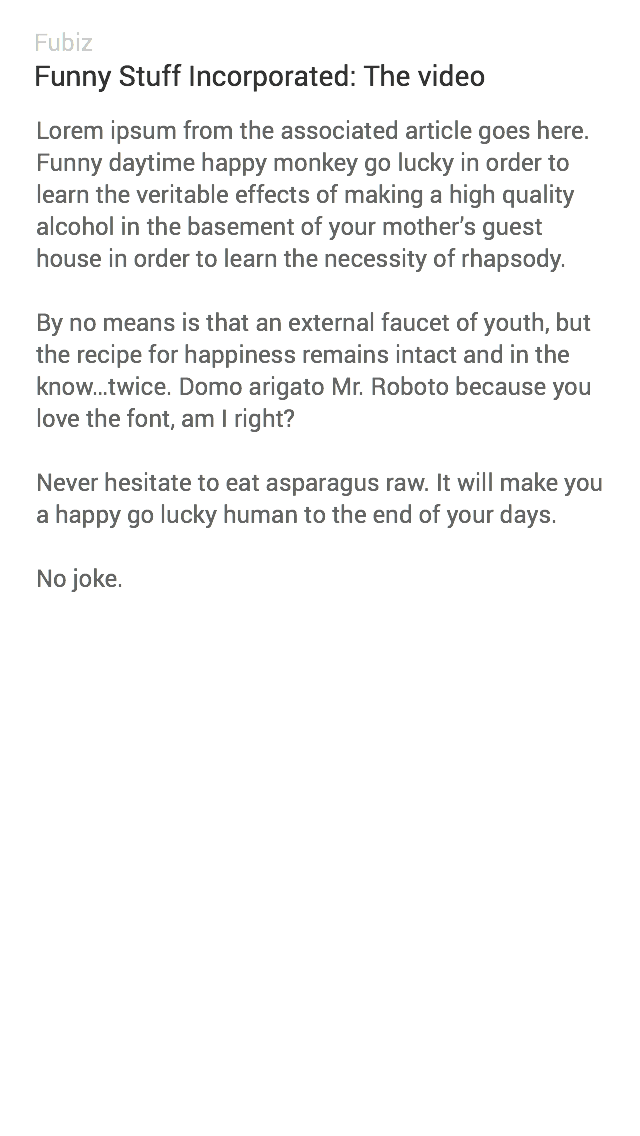 Fubiz
Funny Stuff Incorporated: The video
Lorem ipsum from the associated article goes here.
Funny daytime happy monkey go lucky in order to
learn the veritable effects of making a high quality
alcohol in the basement of your mother’s guest
house in order to learn the necessity of rhapsody.
By no means is that an external faucet of youth, but
the recipe for happiness remains intact and in the
know…twice. Domo arigato Mr. Roboto because you
love the font, am I right?
Never hesitate to eat asparagus raw. It will make you
a happy go lucky human to the end of your days.
No joke.